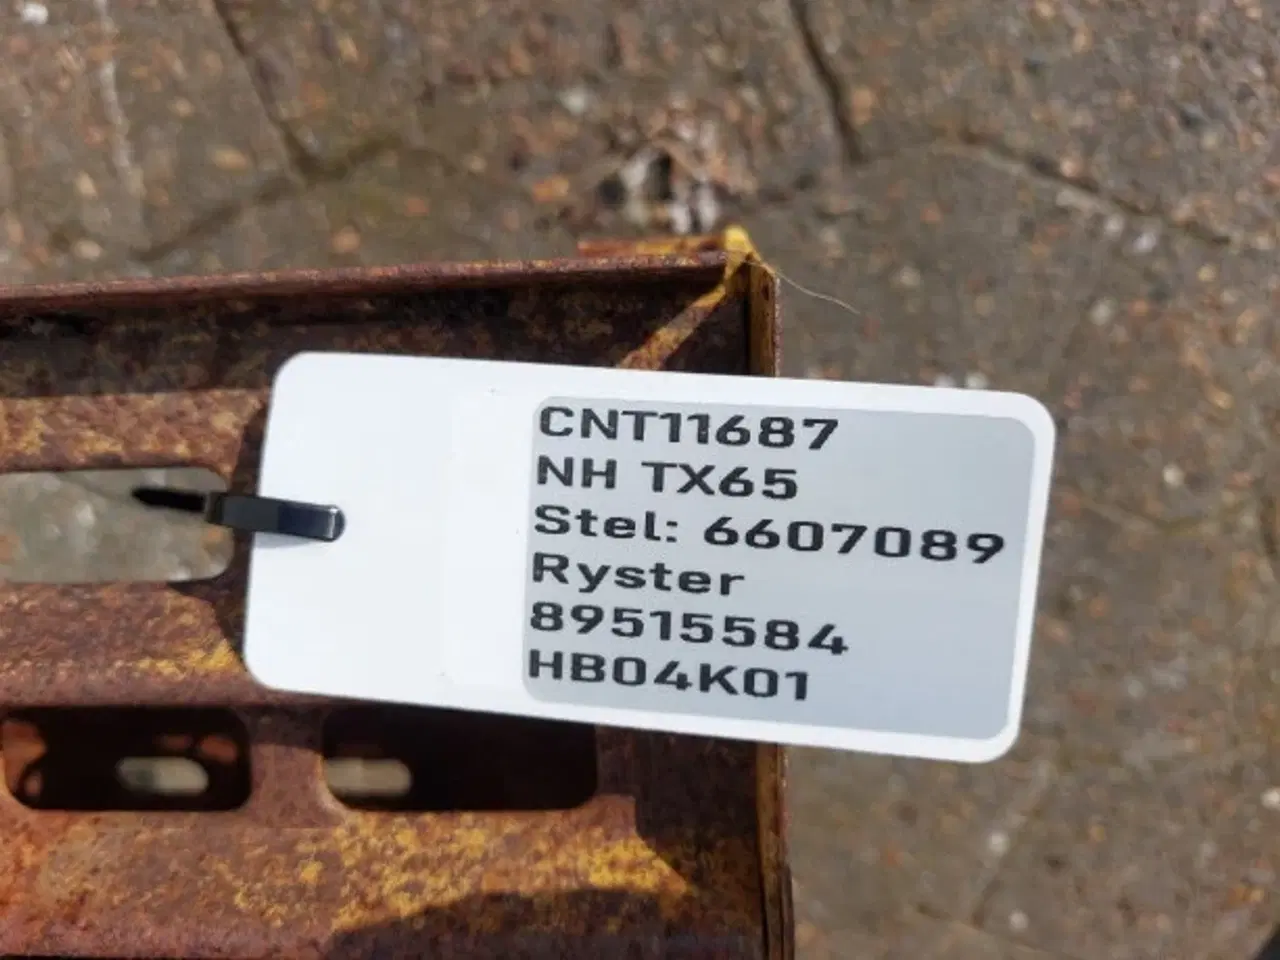 CNT11687
NH TX65
Stel: 6607089
Ryster
89515584
HB04K01